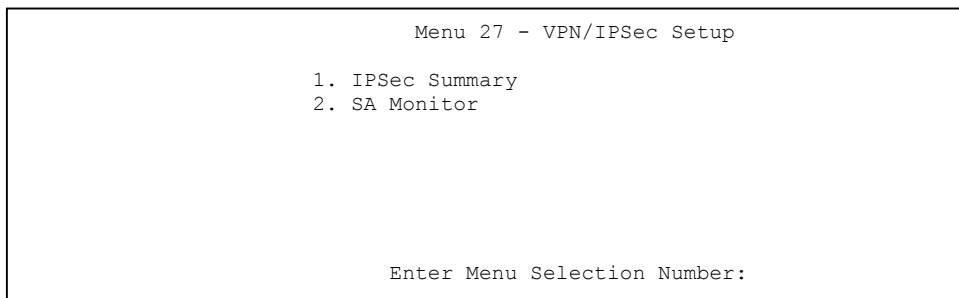 Menu 27 - VPN/IPSec Setup
1. IPSec Summary
2. SA Monitor
Enter Menu Selection Number: